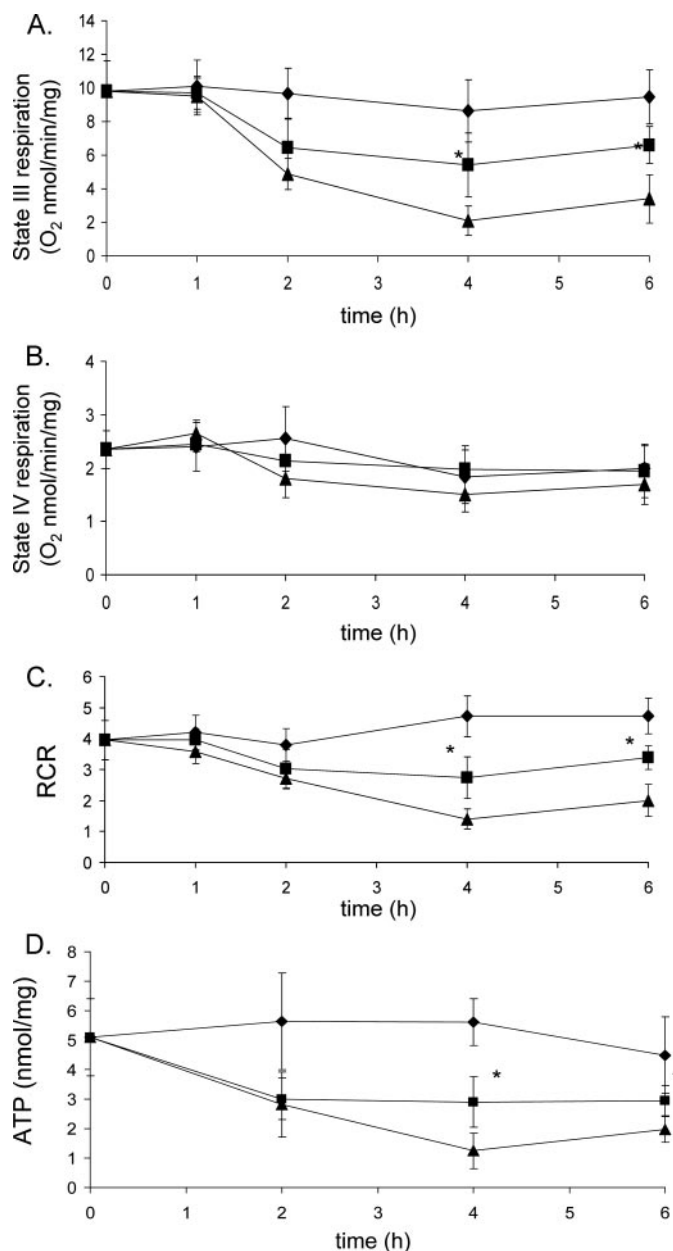 A.
State III respiration
(O₂ nmol/min/mg)
14
12
10
8
6
4
2
0
*
*
0 1 2 3 4 5 6
time (h)
B.
State IV respiration
(O₂ nmol/min/mg)
4
3
2
1
0
0 1 2 3 4 5 6
time (h)
C.
RCR
6
5
4
3
2
1
0
*
*
0 1 2 3 4 5 6
time (h)
D.
ATP (nmol/mg)
8
7
6
5
4
3
2
1
0
*
0 1 2 3 4 5 6
time (h)